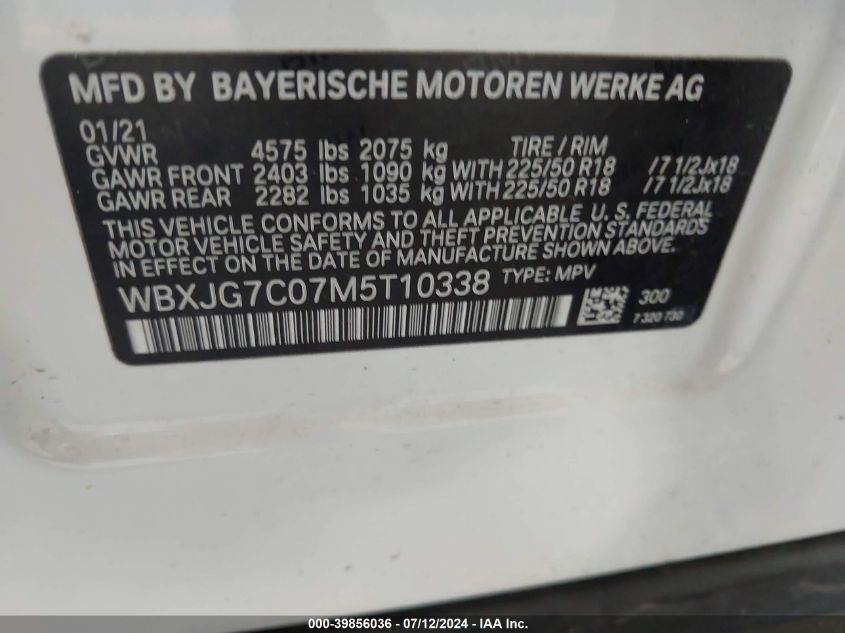 MFD BY BAYERISCHE MOTOREN WERKE AG
01/21
GVWR 4575 lbs 2075 kg TIRE / RIM
GAWR FRONT 2403 lbs 1090 kg WITH 225/50 R18 /7 1/2Jx18
GAWR REAR 2282 lbs 1035 kg WITH 225/50 R18 /7 1/2Jx18
THIS VEHICLE CONFORMS TO ALL APPLICABLE U. S. FEDERAL
MOTOR VEHICLE SAFETY AND THEFT PREVENTION STANDARDS
IN EFFECT ON THE DATE OF MANUFACTURE SHOWN ABOVE.
WBXJG7C07M5T10338 TYPE: MPV
300
7 320 730
000-39856036 - 07/12/2024 - IAA Inc.